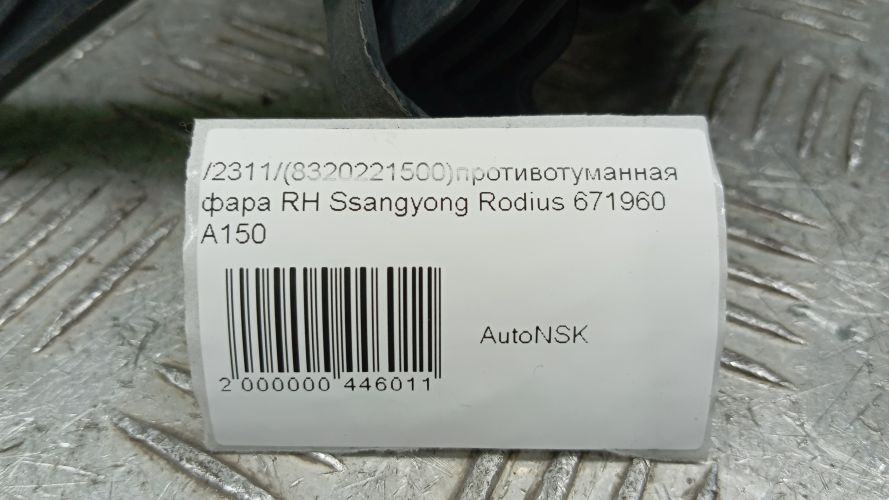 /2311/(8320221500)противотуманная
фара RH Ssangyong Rodius 671960
A150
AutoNSK
2 000000 446011